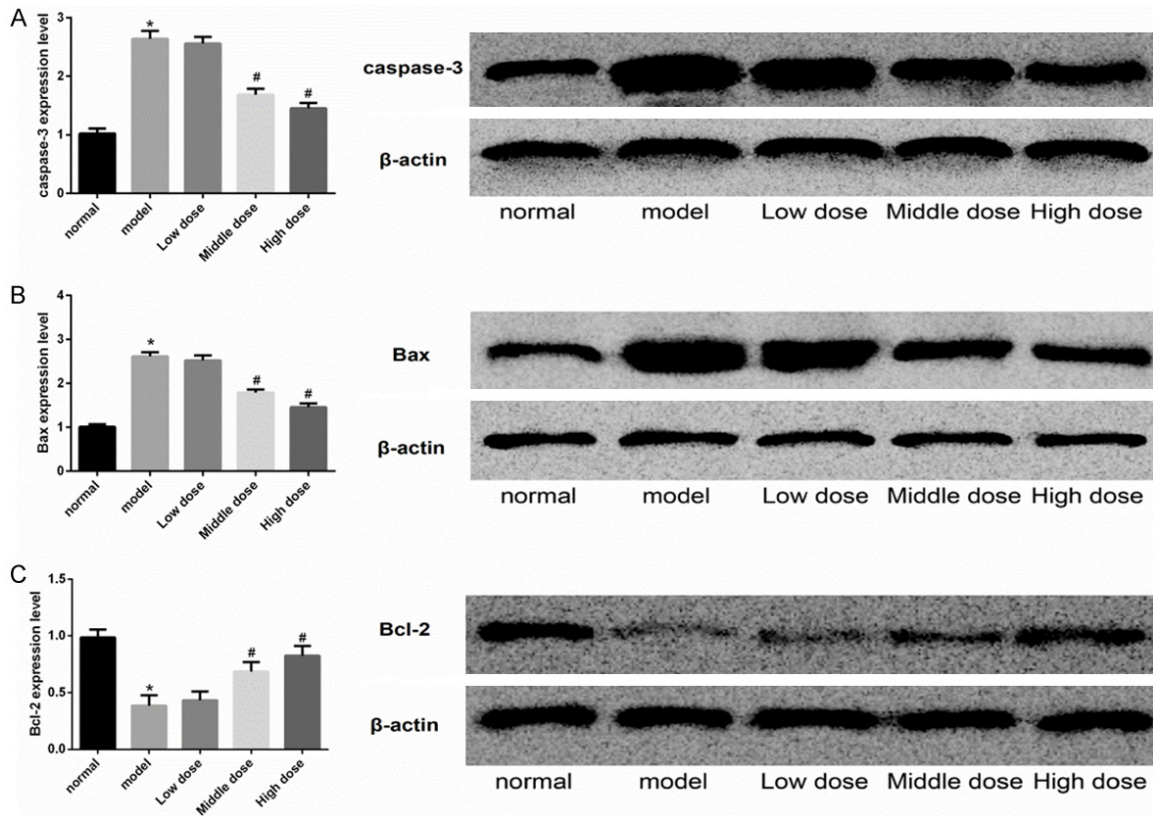 A
caspase-3 expression level
3
2
1
0
*
#
#
normal
model
Low dose
Middle dose
High dose
caspase-3
β-actin
normal model Low dose Middle dose High dose
B
Bax expression level
4
3
2
1
0
*
#
#
normal
model
Low dose
Middle dose
High dose
Bax
β-actin
normal model Low dose Middle dose High dose
C
Bcl-2 expression level
1.5
1.0
0.5
0.0
*
#
#
normal
model
Low dose
Middle dose
High dose
Bcl-2
β-actin
normal model Low dose Middle dose High dose